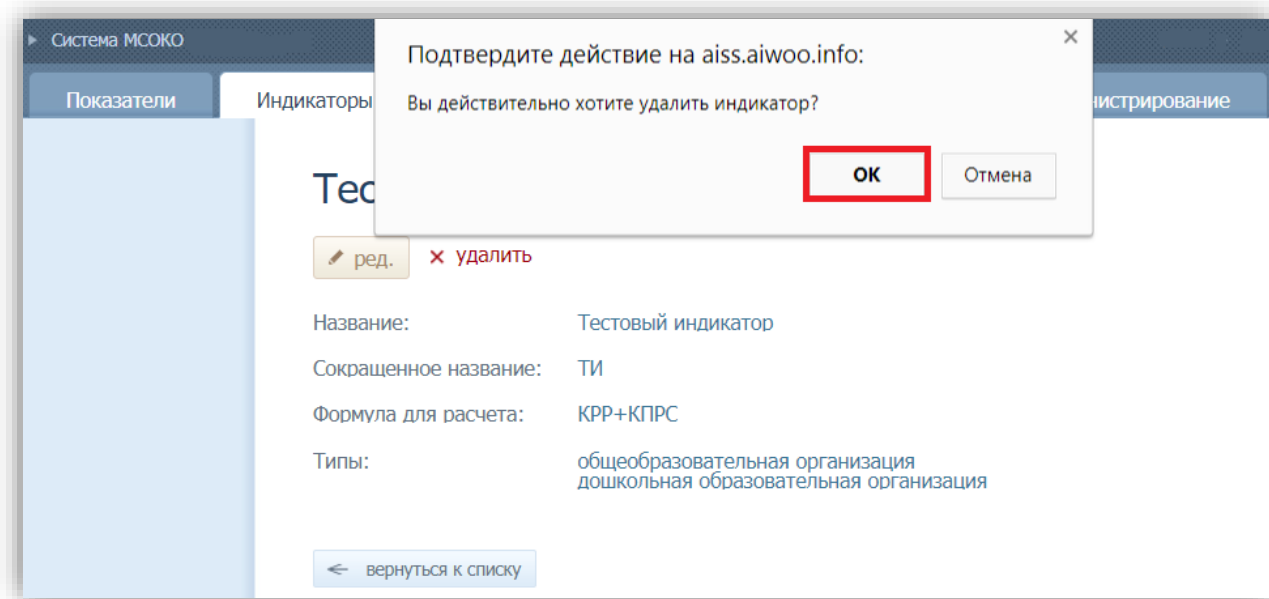 Система МСОКО
Подтвердите действие на aiss.aiwoo.info:
Показатели
Индикаторы
Вы действительно хотите удалить индикатор?
ОК
Отмена
ред.
удалить
Название: Тестовый индикатор
Сокращенное название: ТИ
Формула для расчета: КРР+КПРС
Типы: общеобразовательная организация
дошкольная образовательная организация
вернуться к списку